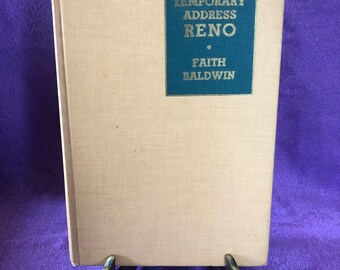 TEMPORARY
ADDRESS
RENO
•
FAITH
BALDWIN